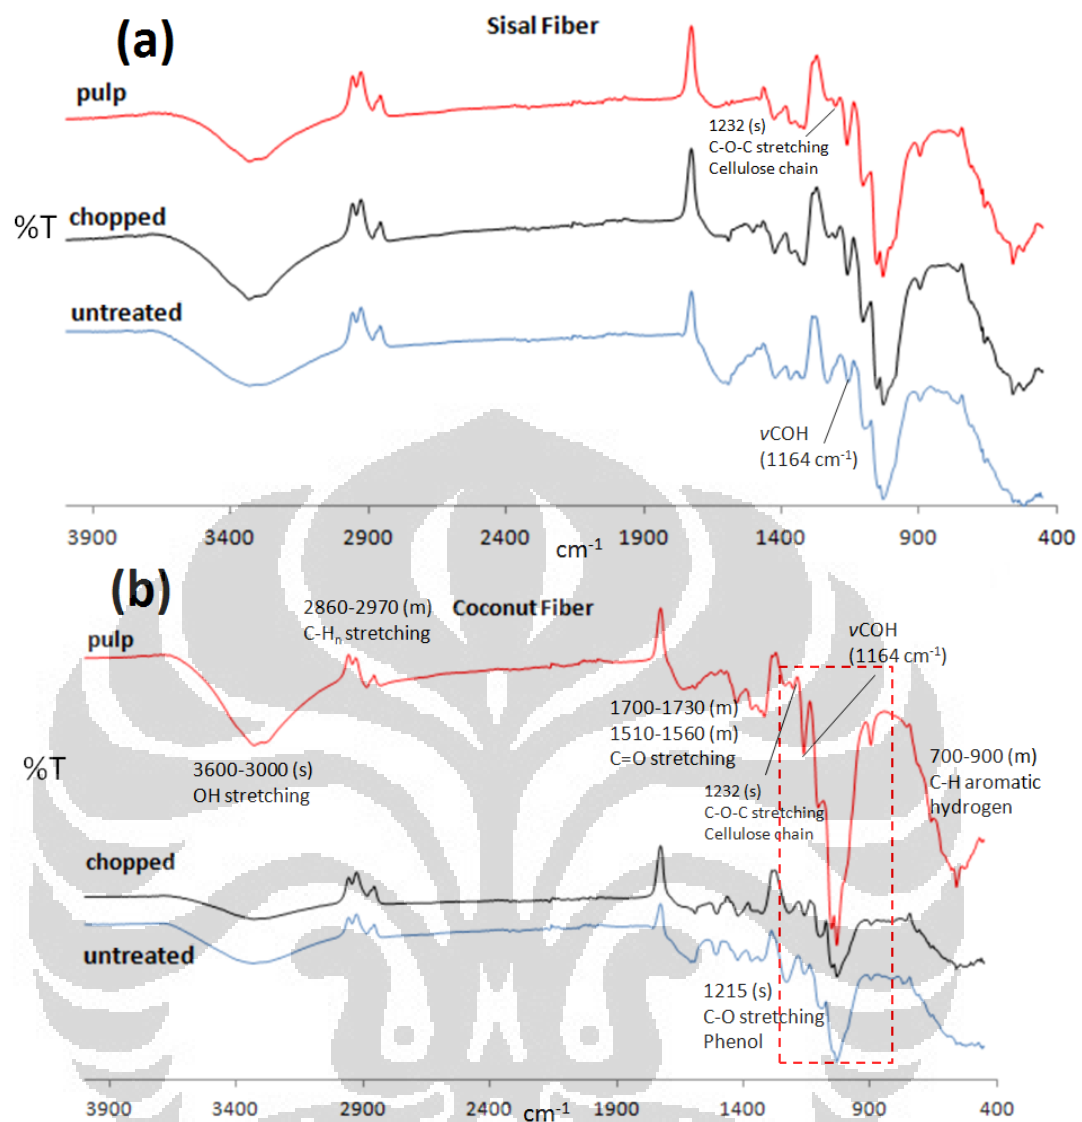 (a)
Sisal Fiber
pulp
1232 (s)
C-O-C stretching
Cellulose chain
%T
chopped
untreated
νCOH
(1164 cm⁻¹)
3900
3400
2900
2400
1900
cm⁻¹
1400
900
400
(b)
Coconut Fiber
pulp
2860-2970 (m)
C-Hₙ stretching
νCOH
(1164 cm⁻¹)
1700-1730 (m)
1510-1560 (m)
C=O stretching
%T
3600-3000 (s)
OH stretching
1232 (s)
C-O-C stretching
Cellulose chain
700-900 (m)
C-H aromatic
hydrogen
chopped
untreated
1215 (s)
C-O stretching
Phenol
3900
3400
2900
2400
cm⁻¹
1900
1400
900
400